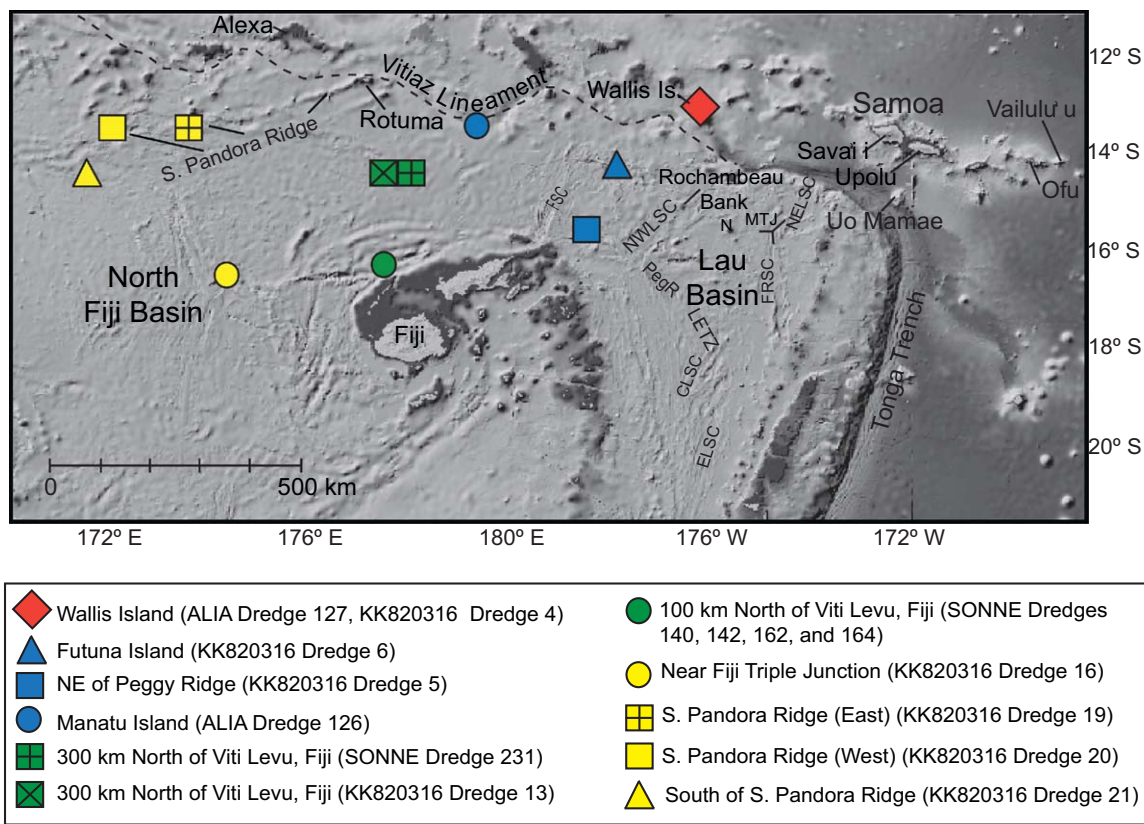 Alexa
12º S
Vitiaz Lineament
Wallis Is.
Samoa
Vailulu'u
Rotuma
S. Pandora Ridge
Savai i
14º S
Upolu
Ofu
Rochambeau
Bank
FSC
NWLSC
N
MTJ
NELSC
Uo Mamae
16º S
North
Fiji Basin
PegR
Lau
Basin
FRSC
Fiji
LETZ
18º S
CLSC
Tonga Trench
ELSC
20º S
0 500 km
172º E 176º E 180º E 176º W 172º W
Wallis Island (ALIA Dredge 127, KK820316 Dredge 4)
Futuna Island (KK820316 Dredge 6)
NE of Peggy Ridge (KK820316 Dredge 5)
Manatu Island (ALIA Dredge 126)
300 km North of Viti Levu, Fiji (SONNE Dredge 231)
300 km North of Viti Levu, Fiji (KK820316 Dredge 13)
100 km North of Viti Levu, Fiji (SONNE Dredges
140, 142, 162, and 164)
Near Fiji Triple Junction (KK820316 Dredge 16)
S. Pandora Ridge (East) (KK820316 Dredge 19)
S. Pandora Ridge (West) (KK820316 Dredge 20)
South of S. Pandora Ridge (KK820316 Dredge 21)